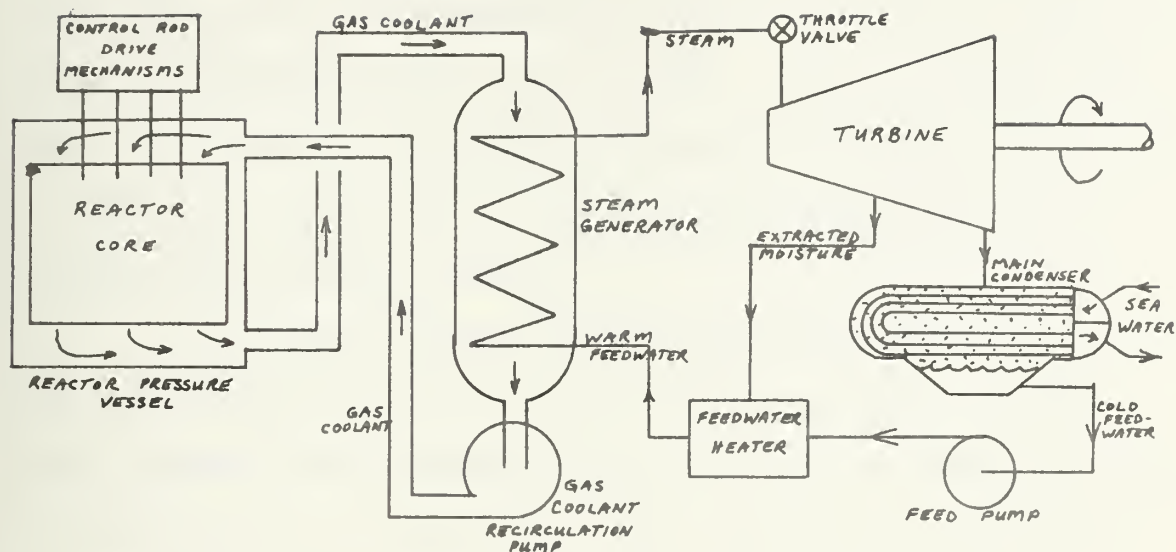 CONTROL ROD
DRIVE
MECHANISMS
GAS COOLANT
STEAM
THROTTLE
VALVE
TURBINE
REACTOR
CORE
STEAM
GENERATOR
EXTRACTED
MOISTURE
MAIN
CONDENSER
SEA
WATER
WARM
FEEDWATER
REACTOR PRESSURE
VESSEL
GAS
COOLANT
FEEDWATER
HEATER
COLD
FEED-
WATER
GAS
COOLANT
RECIRCULATION
PUMP
FEED PUMP